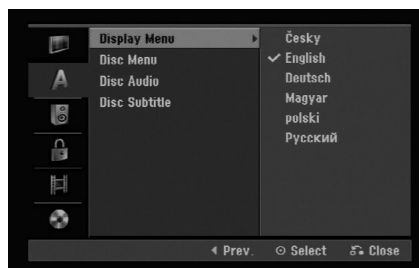 Display Menu
Disc Menu
Disc Audio
Disc Subtitle
Česky
English
Deutsch
Magyar
polski
Русский
A
Prev.
Select
Close